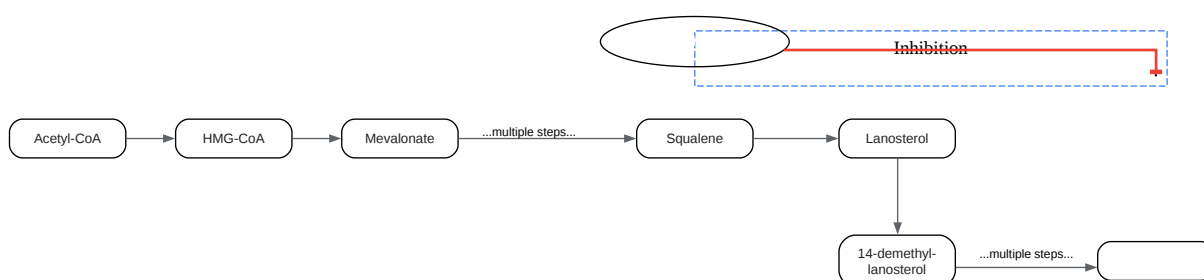 Inhibition
Acetyl-CoA
HMG-CoA
Mevalonate
...multiple steps...
Squalene
Lanosterol
14-demethyl-
lanosterol
...multiple steps...